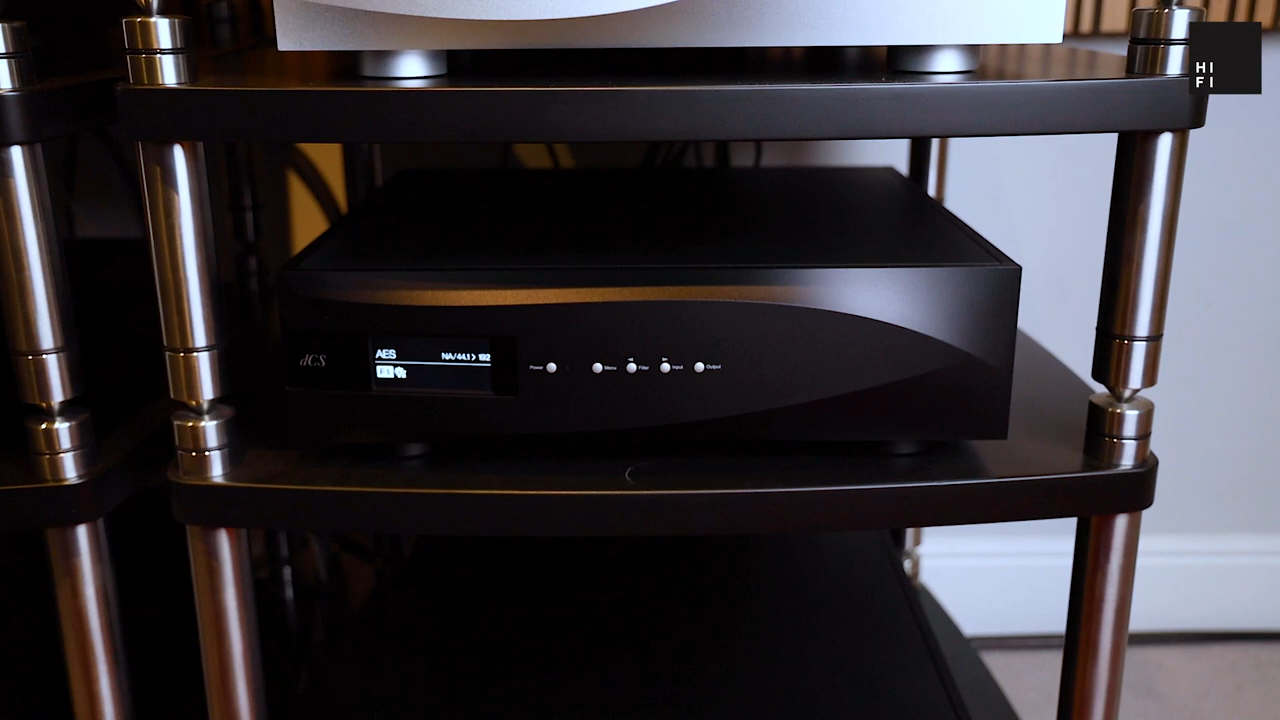 HI
FI
dCS
AES
NA/44.1> 192
Power
Menu
Filter
Input
Output